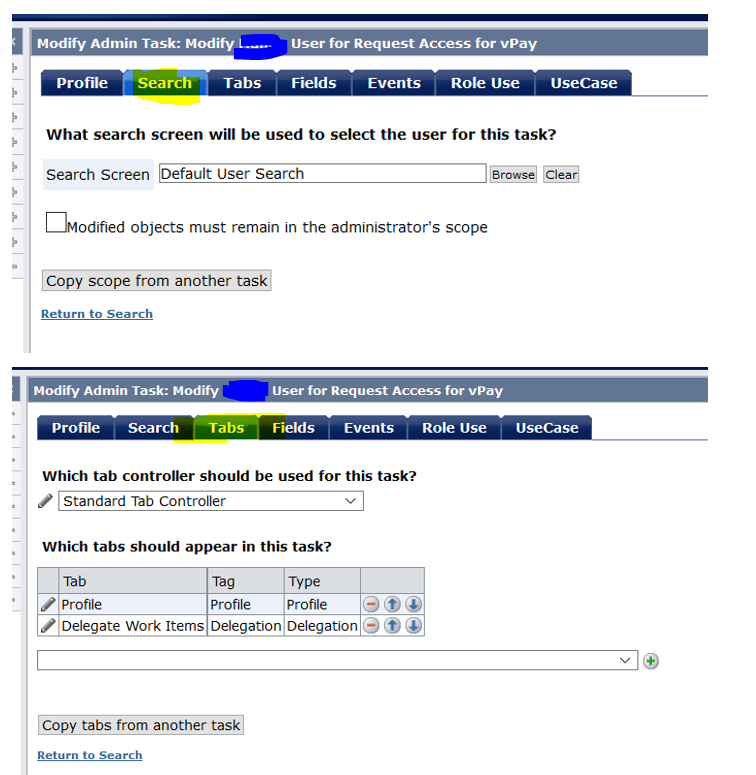 Modify Admin Task: Modify User for Request Access for vPay
Profile Search Tabs Fields Events Role Use UseCase
What search screen will be used to select the user for this task?
Search Screen Default User Search Browse Clear
Modified objects must remain in the administrator's scope
Copy scope from another task
Return to Search
Modify Admin Task: Modify User for Request Access for vPay
Profile Search Tabs Fields Events Role Use UseCase
Which tab controller should be used for this task?
Standard Tab Controller
Which tabs should appear in this task?
Tab Tag Type
Profile Profile Profile
Delegate Work Items Delegation Delegation
Copy tabs from another task
Return to Search